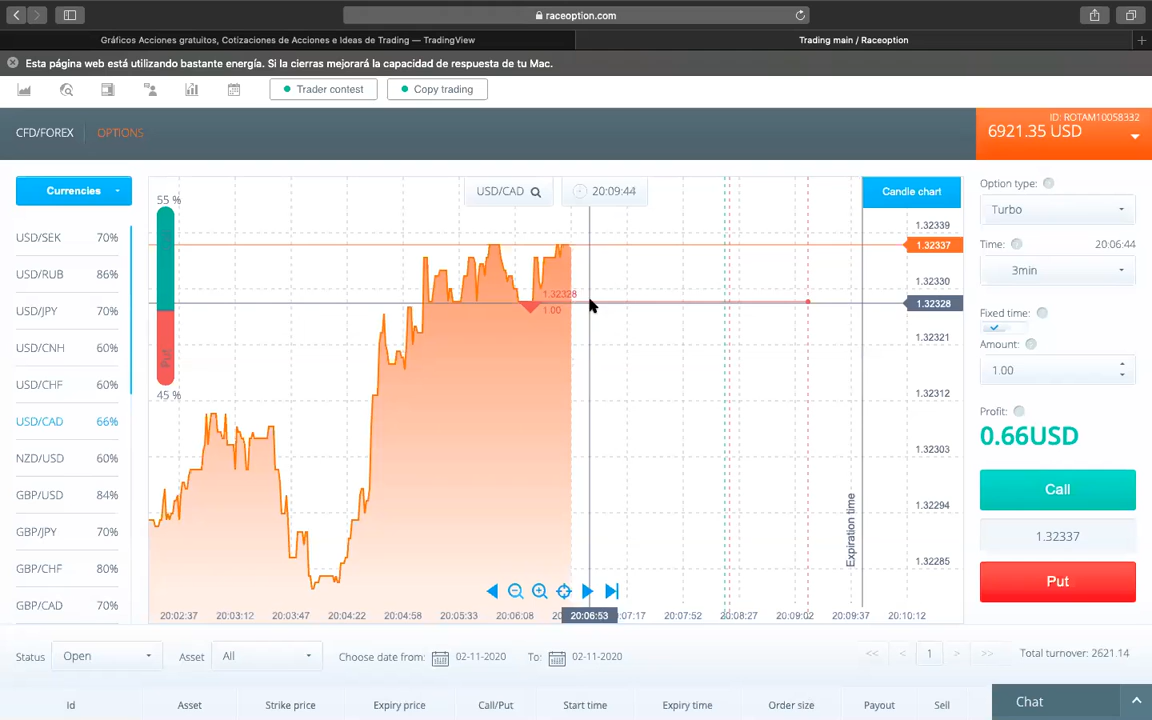 raceoption.com
Gráficos Acciones gratuitos, Cotizaciones de Acciones e Ideas de Trading — TradingView
Trading main / Raceoption
Esta página web está utilizando bastante energía. Si la cierras mejorará la capacidad de respuesta de tu Mac.
Trader contest
Copy trading
CFD/FOREX
OPTIONS
ID: ROTAM10058332
6921.35 USD
Currencies
USD/SEK 70%
USD/RUB 86%
USD/JPY 70%
USD/CNH 60%
USD/CHF 60%
USD/CAD 66%
NZD/USD 60%
GBP/USD 84%
GBP/JPY 70%
GBP/CHF 80%
GBP/CAD 70%
55 %
Put
45 %
USD/CAD
20:09:44
Candle chart
1.32339
1.32337
1.32330
1.32328
1.32321
1.32312
1.32303
1.32294
1.32285
1.32328
1.00
Expiration time
20:02:37 20:03:12 20:03:47 20:04:22 20:04:58 20:05:33 20:06:08 20:06:53 20:07:52 20:08:27 20:09:02 20:09:37 20:10:12
Option type:
Turbo
Time: 20:06:44
3min
Fixed time:
Amount:
1.00
Profit:
0.66USD
Call
1.32337
Put
Status Open Asset All Choose date from: 02-11-2020 To: 02-11-2020 << < 1 > >> Total turnover: 2621.14
Id Asset Strike price Expiry price Call/Put Start time Expiry time Order size Payout Sell
Chat